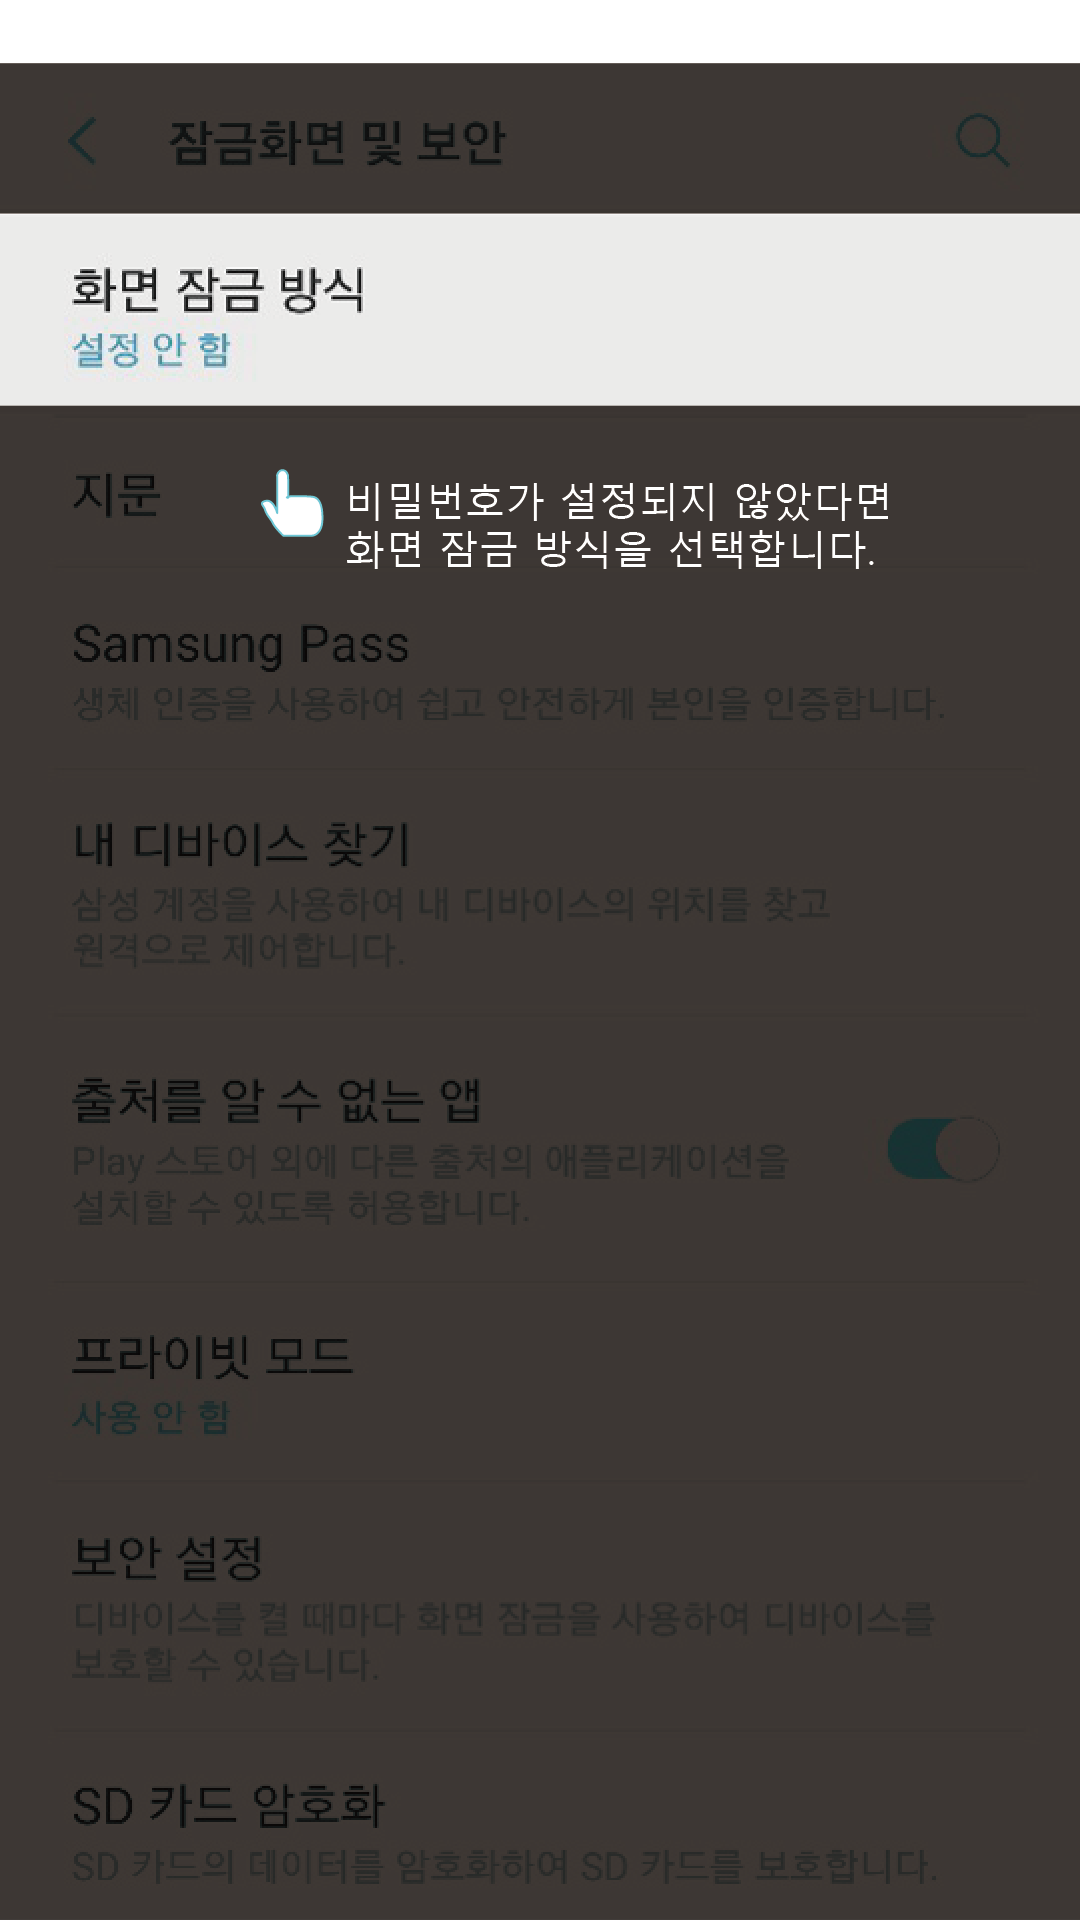 잠금화면 및 보안
화면 잠금 방식
설정 안 함
지문
비밀번호가 설정되지 않았다면
화면 잠금 방식을 선택합니다.
Samsung Pass
생체 인증을 사용하여 쉽고 안전하게 본인을 인증합니다.
내 디바이스 찾기
삼성 계정을 사용하여 내 디바이스의 위치를 찾고
원격으로 제어합니다.
출처를 알 수 없는 앱
Play 스토어 외에 다른 출처의 애플리케이션을
설치할 수 있도록 허용합니다.
프라이빗 모드
사용 안 함
보안 설정
디바이스를 켤 때마다 화면 잠금을 사용하여 디바이스를
보호할 수 있습니다.
SD 카드 암호화
SD 카드의 데이터를 암호화하여 SD 카드를 보호합니다.